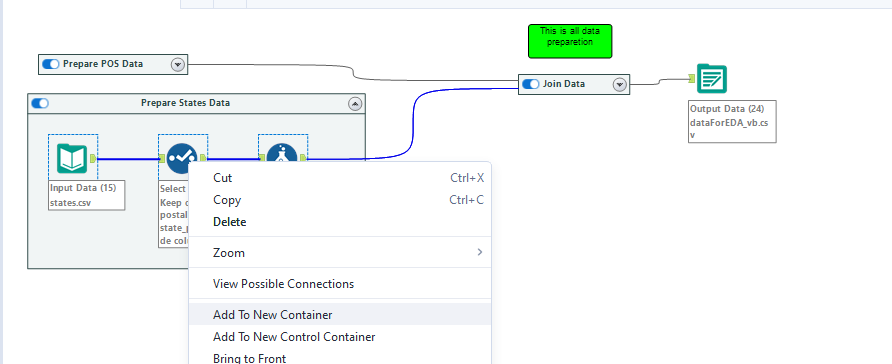 This is all data
preparetion
Prepare POS Data
Join Data
Output Data (24)
dataForEDA_vb.cs
v
Prepare States Data
Input Data (15)
states.csv
Select
Keep
postal
state_
de
Cut Ctrl+X
Copy Ctrl+C
Delete
Zoom
View Possible Connections
Add To New Container
Add To New Control Container
Bring to Front